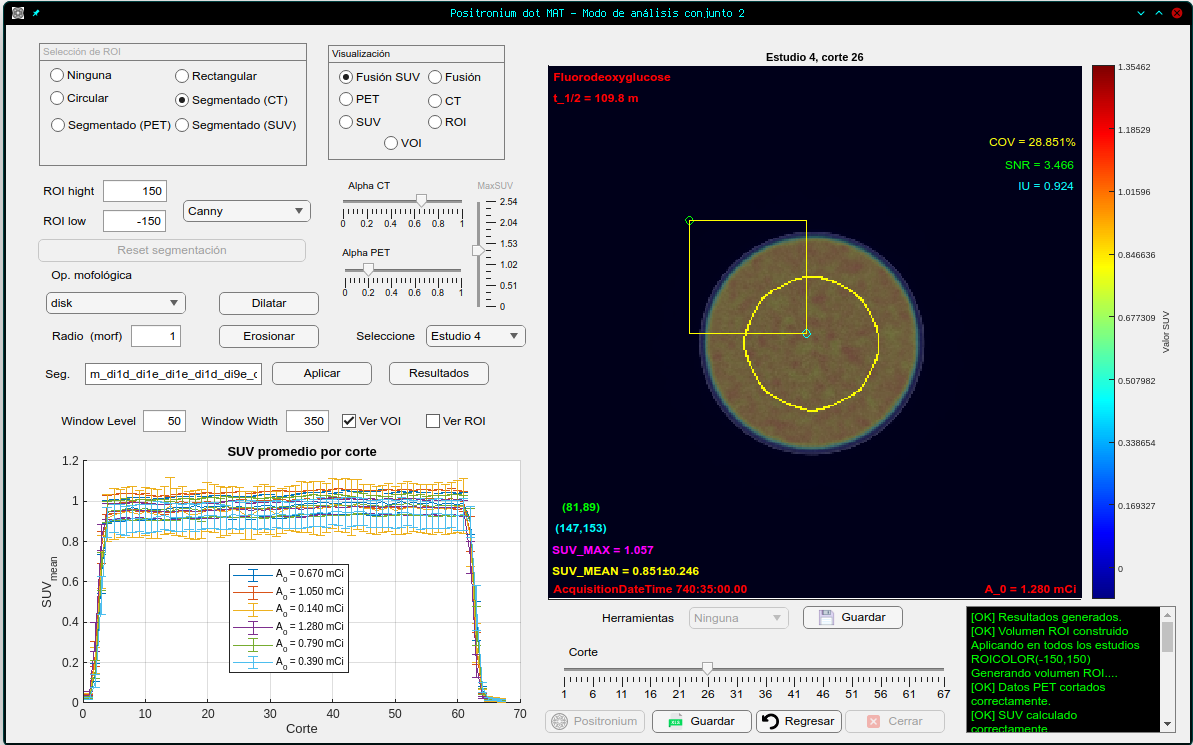 Positronium dot MAT - Modo de análisis conjunto 2
Selección de ROI
Ninguna
Rectangular
Circular
Segmentado (CT)
Segmentado (PET)
Segmentado (SUV)
Visualización
Fusión SUV
Fusión
PET
CT
SUV
ROI
VOI
ROI hight
150
ROI low
-150
Canny
Reset segmentación
Op. mofológica
disk
Dilatar
Radio (morf)
1
Erosionar
Alpha CT
0 0.2 0.4 0.6 0.8 1
Alpha PET
0 0.2 0.4 0.6 0.8 1
MaxSUV
2.54
2.04
1.53
1.02
0.51
0
Seleccione
Estudio 4
Seg.
m_di1d_di1e_di1e_di1d_di9e_c
Aplicar
Resultados
Window Level
50
Window Width
350
Ver VOI
Ver ROI
SUV promedio por corte
1.2
1
0.8
0.6
0.4
0.2
0
SUVmean
0 10 20 30 40 50 60 70
Corte
A0 = 0.670 mCi
A0 = 1.050 mCi
A0 = 0.140 mCi
A0 = 1.280 mCi
A0 = 0.790 mCi
A0 = 0.390 mCi
Estudio 4, corte 26
Fluorodeoxyglucose
t_1/2 = 109.8 m
COV = 28.851%
SNR = 3.466
IU = 0.924
(81,89)
(147,153)
SUV_MAX = 1.057
SUV_MEAN = 0.851±0.246
AcquisitionDateTime 740:35:00.00
A_0 = 1.280 mCi
1.35462
1.18529
1.01596
0.846636
0.677309
0.507982
0.338654
0.169327
0
Valor SUV
Herramientas
Ninguna
Guardar
Corte
1 6 11 16 21 26 31 36 41 46 51 56 61 67
Positronium
Guardar
Regresar
Cerrar
[OK] Resultados generados.
[OK] Volumen ROI construido
Aplicando en todos los estudios
ROICOLOR(-150,150)
Generando volumen ROI....
[OK] Datos PET cortados
correctamente.
[OK] SUV calculado
correctamente